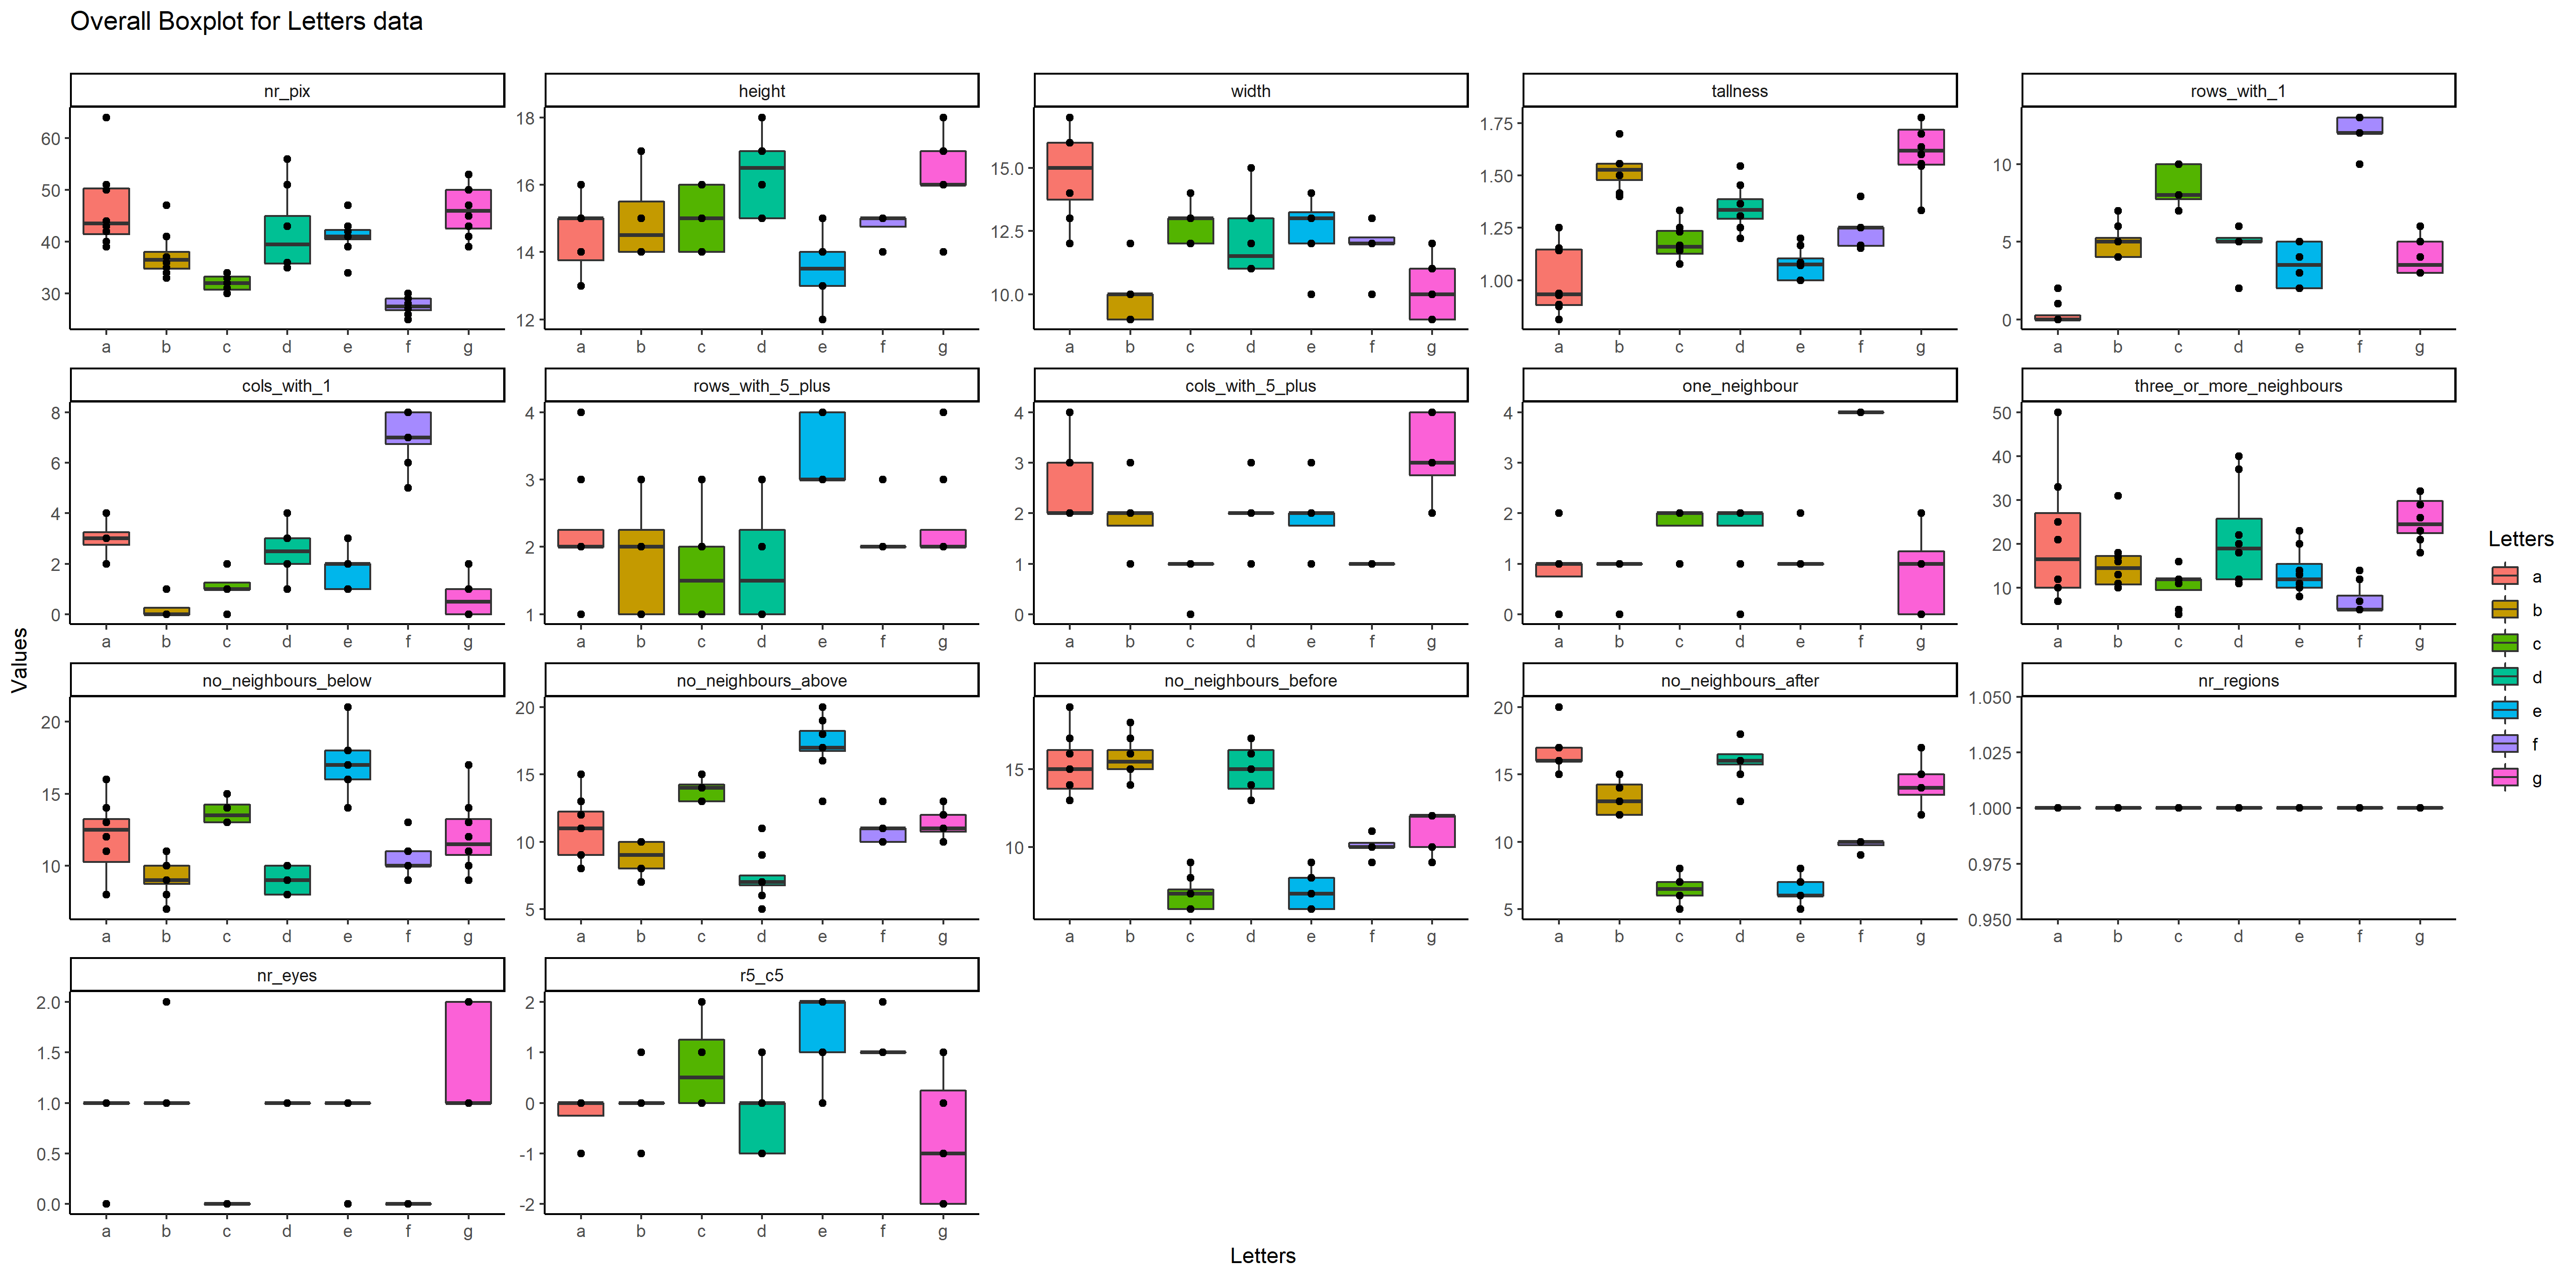 Overall Boxplot for Letters data
nr_pix height width tallness rows_with_1
60 50 40 30
18 16 14 12
15.0 12.5 10.0
1.75 1.50 1.25 1.00
10 5 0
a b c d e f g a b c d e f g a b c d e f g a b c d e f g a b c d e f g
cols_with_1 rows_with_5_plus cols_with_5_plus one_neighbour three_or_more_neighbours
8 6 4 2 0
4 3 2 1
4 3 2 1 0
4 3 2 1 0
50 40 30 20 10
a b c d e f g a b c d e f g a b c d e f g a b c d e f g a b c d e f g
no_neighbours_below no_neighbours_above no_neighbours_before no_neighbours_after nr_regions
20 15 10
20 15 10 5
15 10
20 15 10 5
1.050 1.025 1.000 0.975 0.950
a b c d e f g a b c d e f g a b c d e f g a b c d e f g a b c d e f g
nr_eyes r5_c5
2.0 1.5 1.0 0.5 0.0
2 1 0 -1 -2
a b c d e f g a b c d e f g
Values
Letters
Letters
a
b
c
d
e
f
g